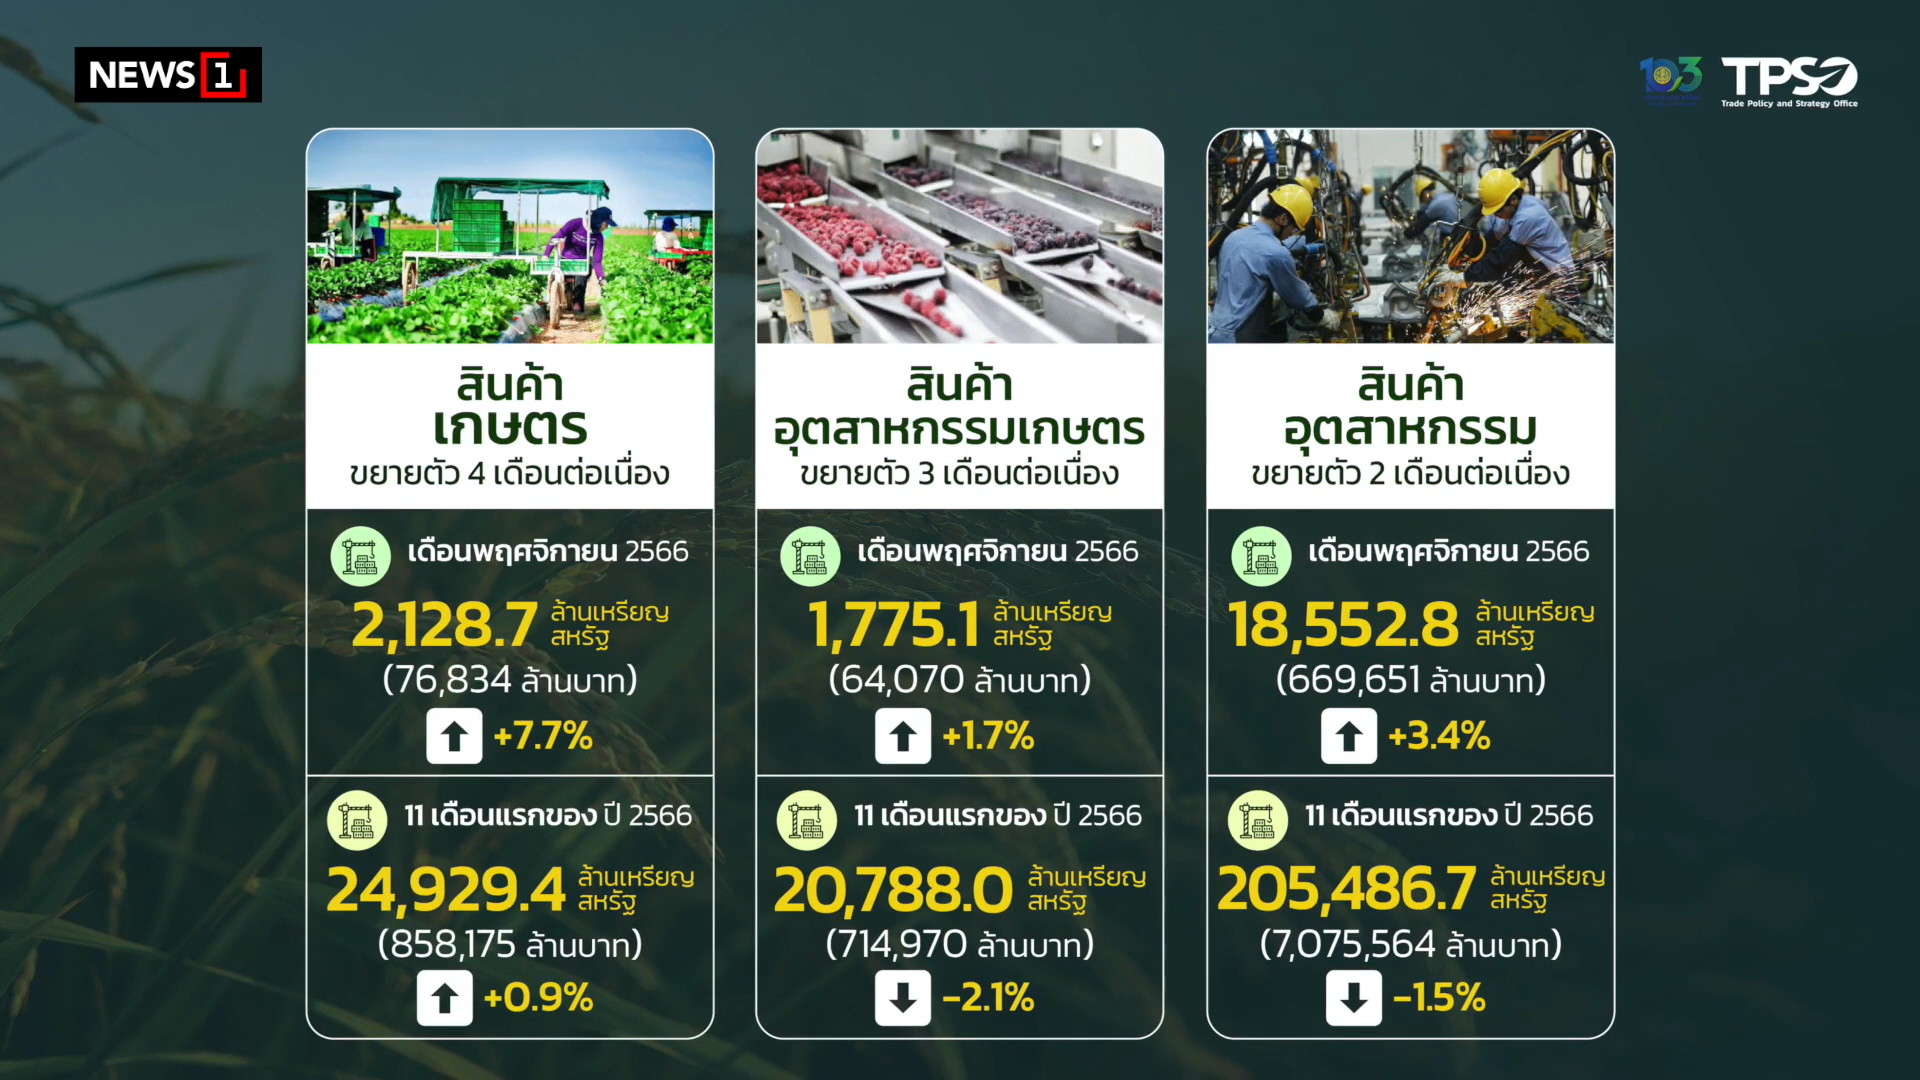 NEWS 1
103 TPSO
Trade Policy and Strategy Office
สินค้า
เกษตร
ขยายตัว 4 เดือนต่อเนื่อง
เดือนพฤศจิกายน 2566
2,128.7 ล้านเหรียญ
สหรัฐ
(76,834 ล้านบาท)
+7.7%
11 เดือนแรกของ ปี 2566
24,929.4 ล้านเหรียญ
สหรัฐ
(858,175 ล้านบาท)
+0.9%
สินค้า
อุตสาหกรรมเกษตร
ขยายตัว 3 เดือนต่อเนื่อง
เดือนพฤศจิกายน 2566
1,775.1 ล้านเหรียญ
สหรัฐ
(64,070 ล้านบาท)
+1.7%
11 เดือนแรกของ ปี 2566
20,788.0 ล้านเหรียญ
สหรัฐ
(714,970 ล้านบาท)
-2.1%
สินค้า
อุตสาหกรรม
ขยายตัว 2 เดือนต่อเนื่อง
เดือนพฤศจิกายน 2566
18,552.8 ล้านเหรียญ
สหรัฐ
(669,651 ล้านบาท)
+3.4%
11 เดือนแรกของ ปี 2566
205,486.7 ล้านเหรียญ
สหรัฐ
(7,075,564 ล้านบาท)
-1.5%